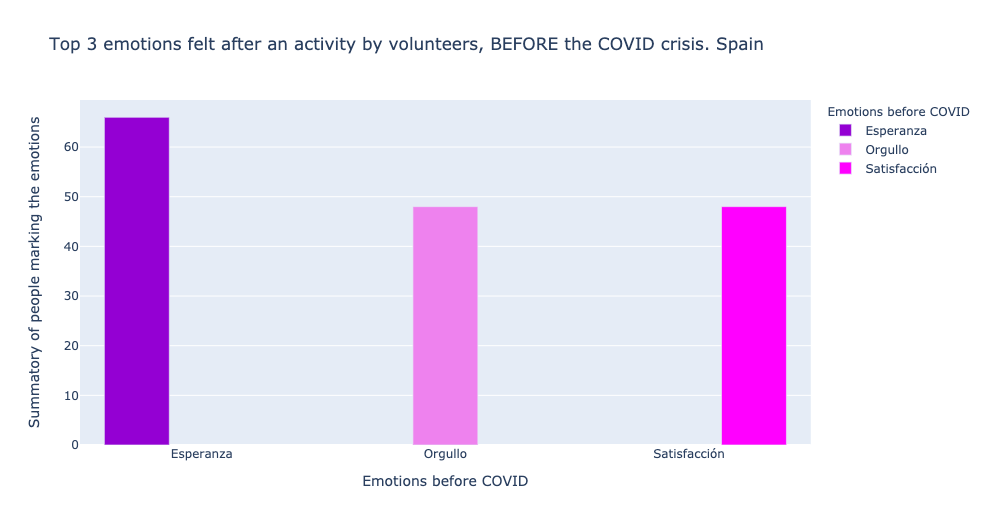 Top 3 emotions felt after an activity by volunteers, BEFORE the COVID crisis. Spain
Summatory of people marking the emotions
60
50
40
30
20
10
0
Esperanza
Orgullo
Satisfacción
Emotions before COVID
Emotions before COVID
Esperanza
Orgullo
Satisfacción